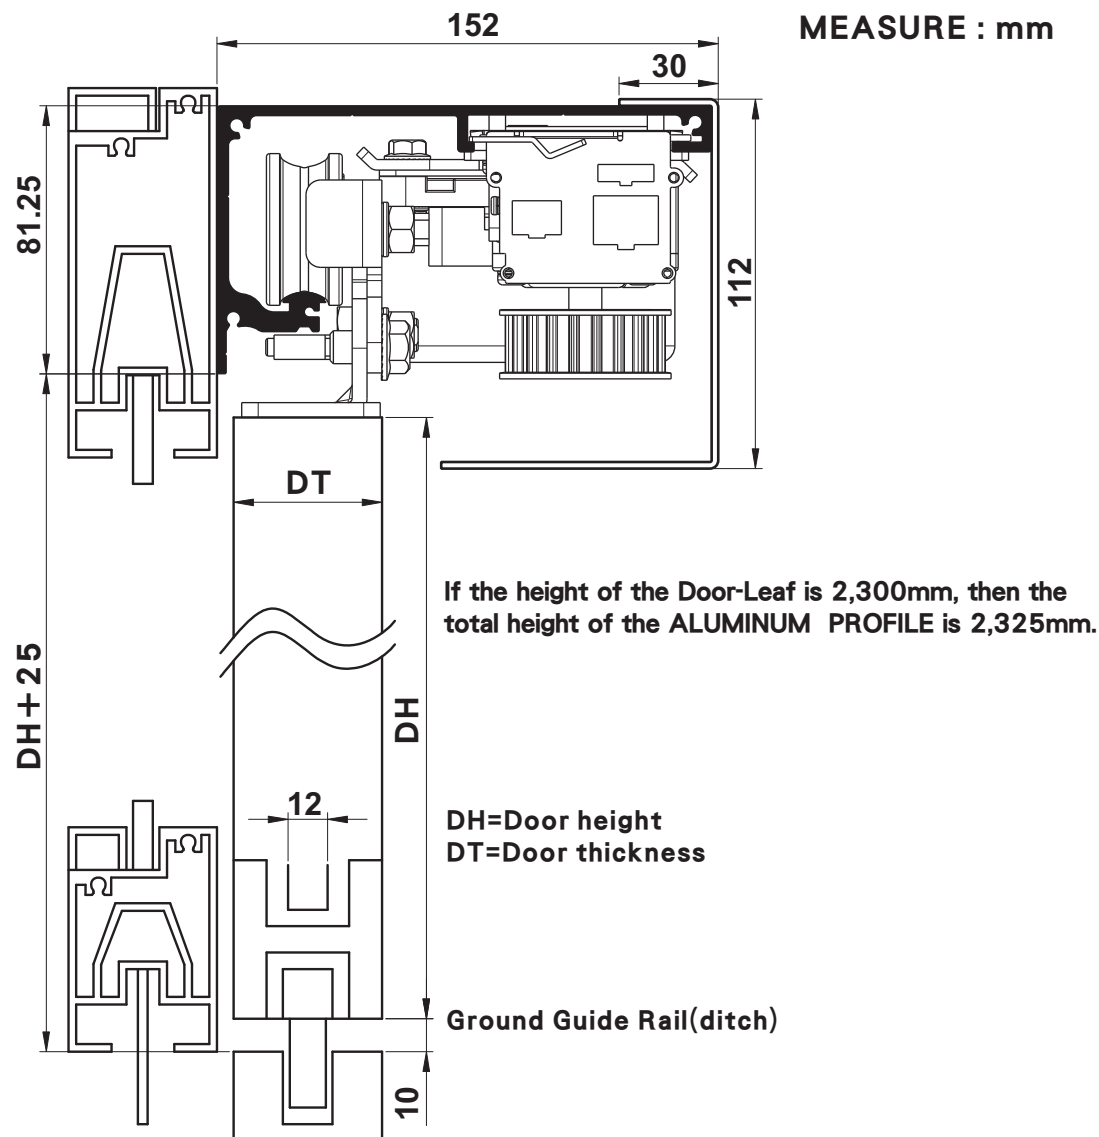 152
MEASURE : mm
30
81.25
112
DT
If the height of the Door-Leaf is 2,300mm, then the
total height of the ALUMINUM PROFILE is 2,325mm.
DH+25
DH
12
DH=Door height
DT=Door thickness
Ground Guide Rail(ditch)
10